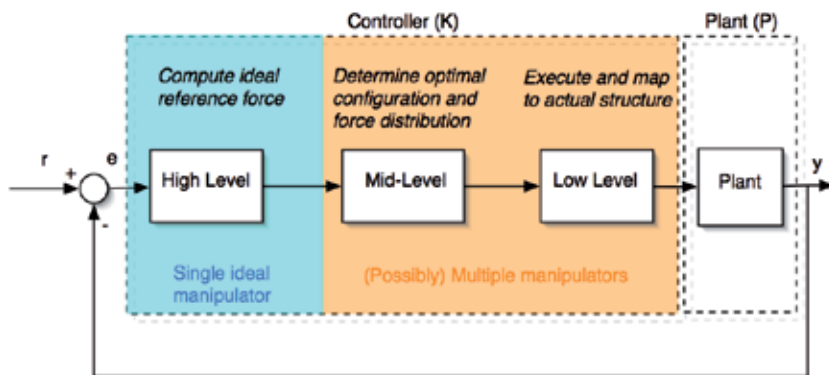 Controller (K)
Plant (P)
Compute ideal
reference force
Determine optimal
configuration and
force distribution
Execute and map
to actual structure
r
+
e
-
High Level
Mid-Level
Low Level
Plant
y
Single ideal
manipulator
(Possibly) Multiple manipulators